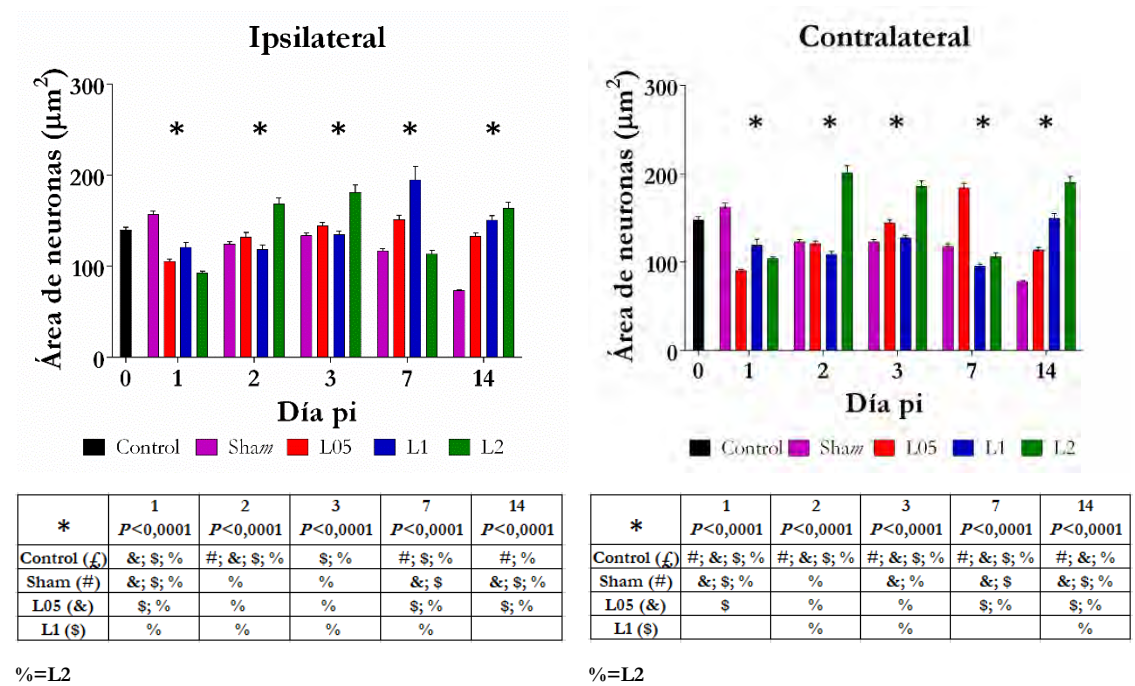 Ipsilateral
Área de neuronas (µm²)
300
200
100
0
*
*
*
*
*
0 1 2 3 7 14
Día pi
Control Sham L05 L1 L2
Contralateral
Área de neuronas (µm²)
300
200
100
0
*
*
*
*
*
0 1 2 3 7 14
Día pi
Control Sham L05 L1 L2
* 1 P<0,0001 2 P<0,0001 3 P<0,0001 7 P<0,0001 14 P<0,0001
Control (£) &; $; % #; &; $; % $; % #; $; % #; %
Sham (#) &; $; % % % &; $ &; $; %
L05 (&) $; % % % $; % $; %
L1 ($) % % % %
%=L2
* 1 P<0,0001 2 P<0,0001 3 P<0,0001 7 P<0,0001 14 P<0,0001
Control (£) #; &; $; % #; &; $; % #; &; $; % #; &; $; % #; &; %
Sham (#) &; $; % % &; % &; $ &; $; %
L05 (&) $ % % $; % $; %
L1 ($) % % %
%=L2